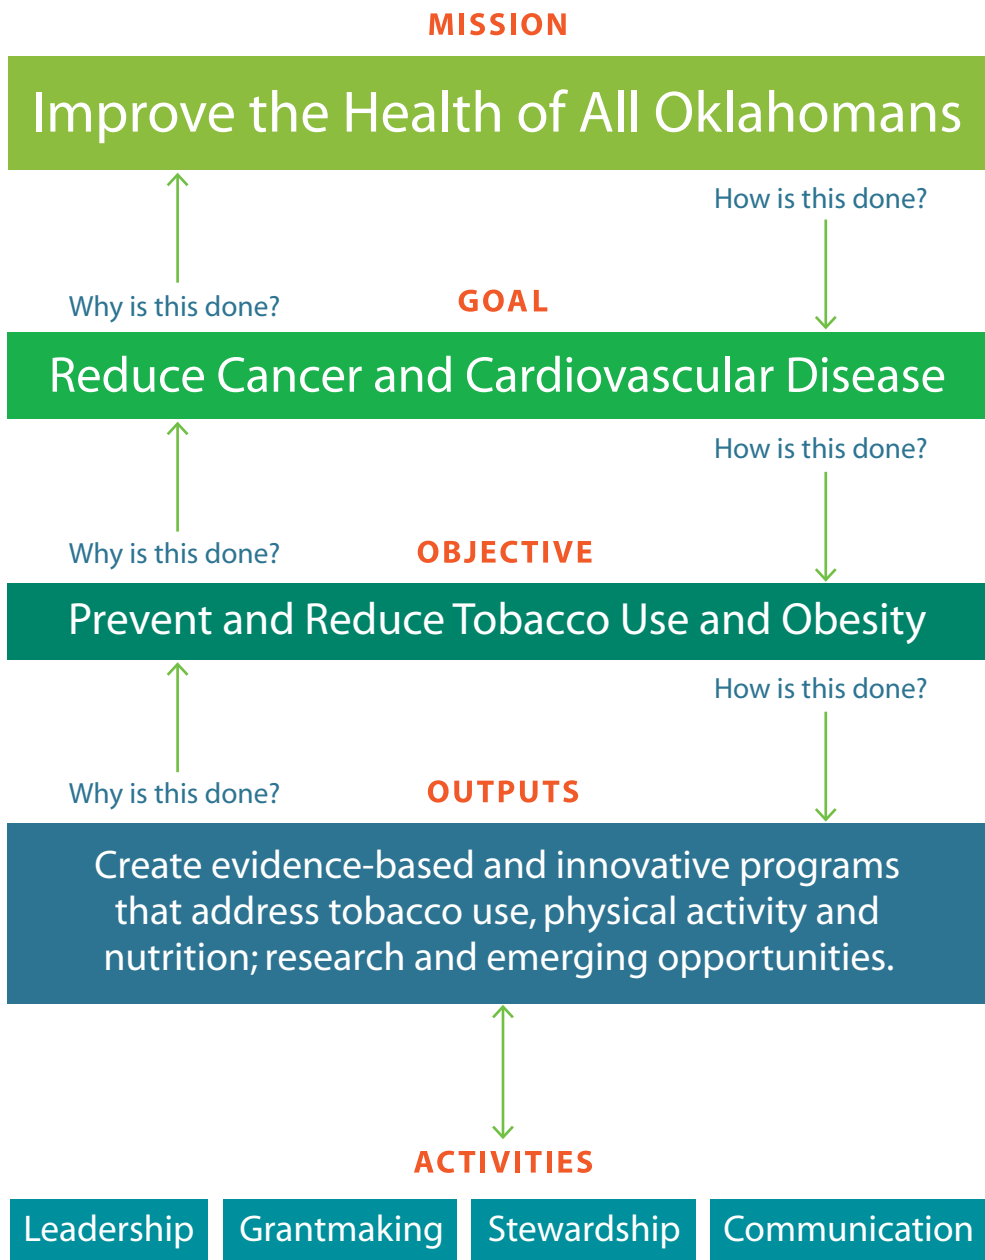 MISSION
Improve the Health of All Oklahomans
How is this done?
Why is this done?
GOAL
Reduce Cancer and Cardiovascular Disease
How is this done?
Why is this done?
OBJECTIVE
Prevent and Reduce Tobacco Use and Obesity
How is this done?
Why is this done?
OUTPUTS
Create evidence-based and innovative programs
that address tobacco use, physical activity and
nutrition; research and emerging opportunities.
ACTIVITIES
Leadership
Grantmaking
Stewardship
Communication